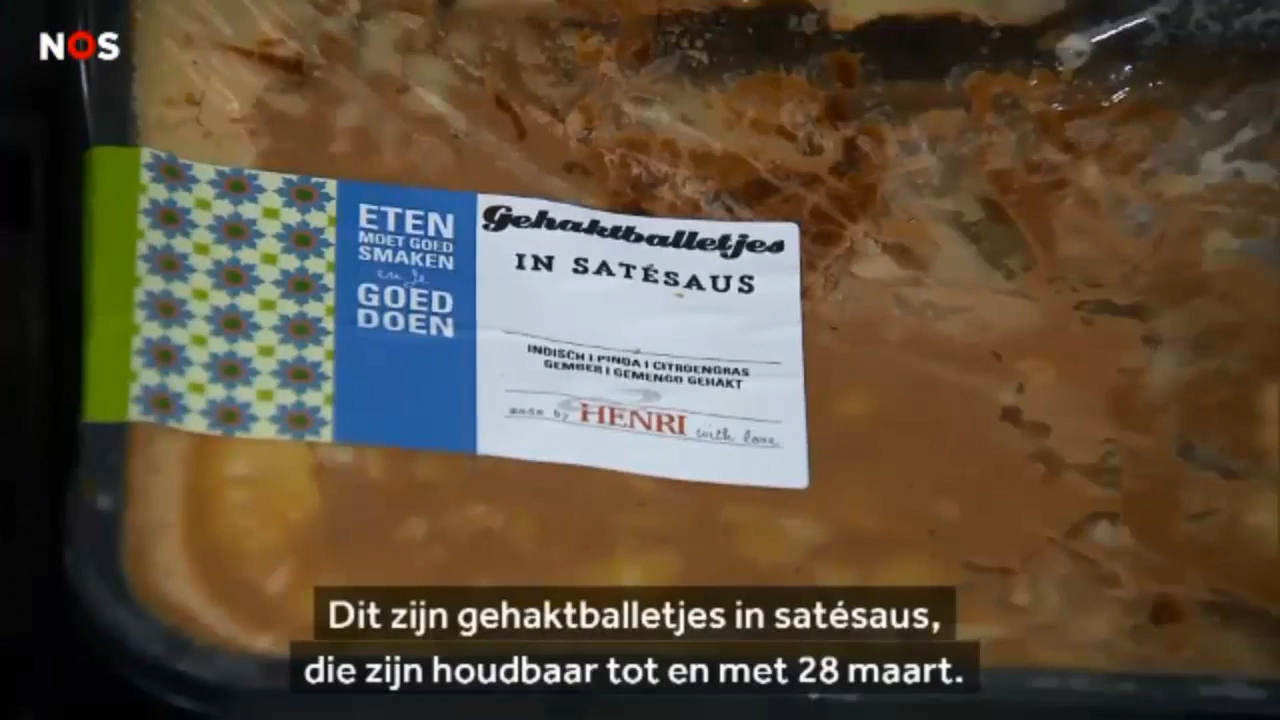 NOS
ETEN
MOET GOED
SMAKEN
en je
GOED
DOEN
Gehaktballetjes
IN SATÉSAUS
INDISCH | PINDA | CITROENGRAS
GEMBER | GEMENGD GEHAKT
made by HENRI with love
Dit zijn gehaktballetjes in satésaus,
die zijn houdbaar tot en met 28 maart.